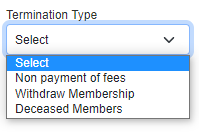 Termination Type
Select
Select
Non payment of fees
Withdraw Membership
Deceased Members